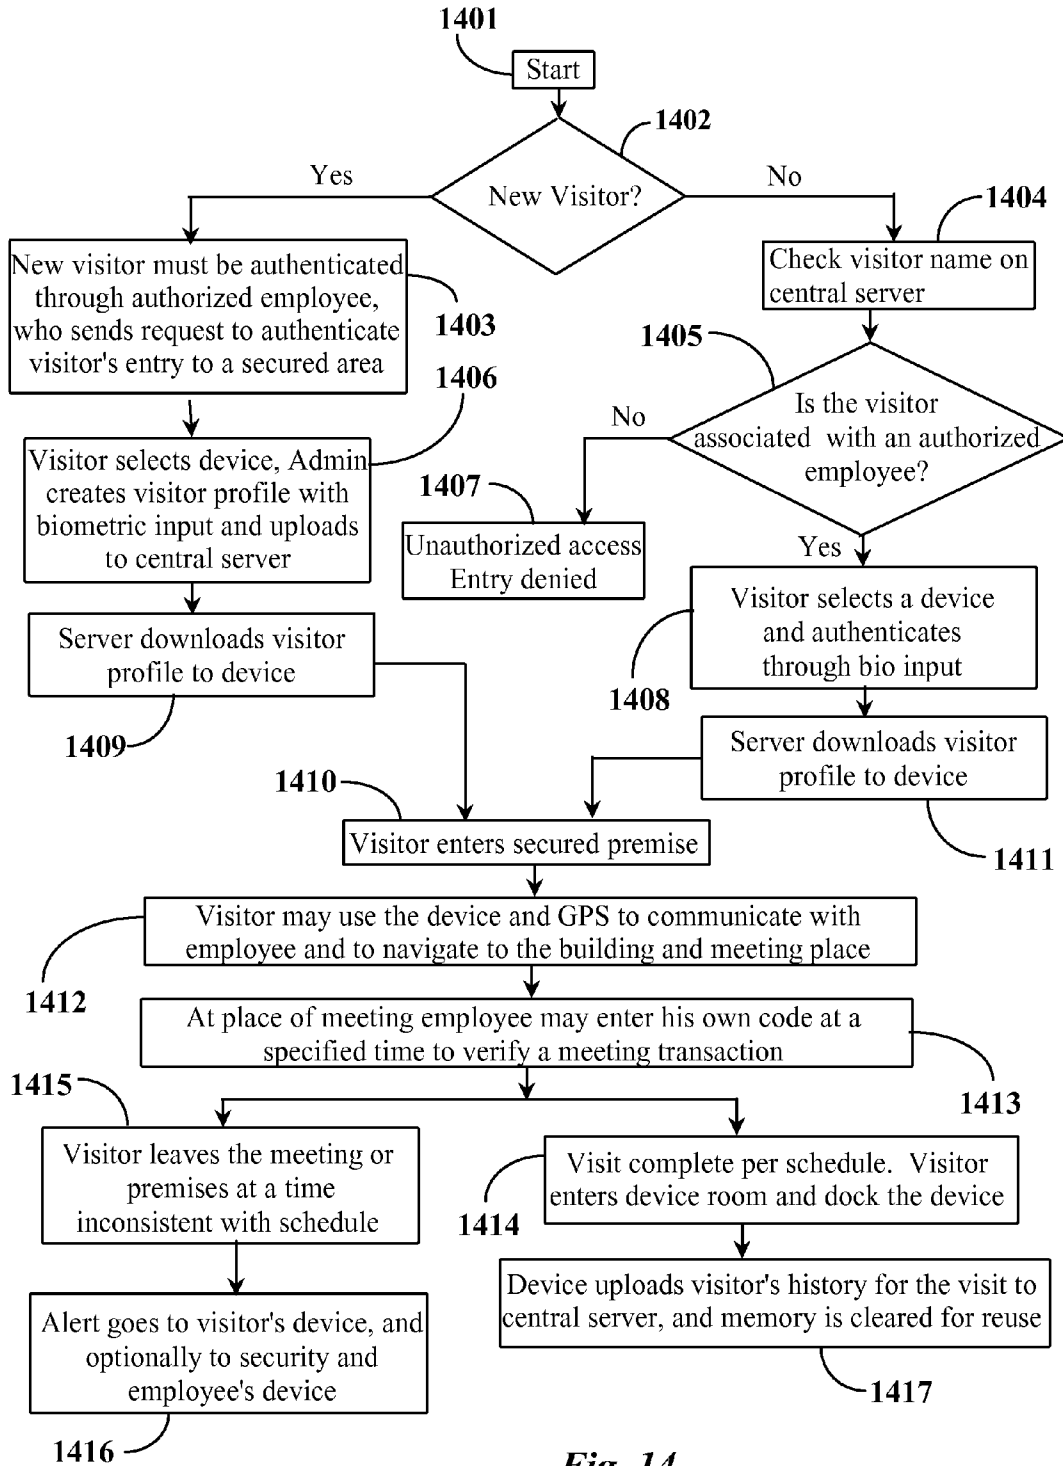 1401
Start
1402
Yes
New Visitor?
No
1404
New visitor must be authenticated
through authorized employee,
who sends request to authenticate
visitor's entry to a secured area
1403
Check visitor name on
central server
1405
Is the visitor
associated with an authorized
employee?
No
Yes
1406
Visitor selects device, Admin
creates visitor profile with
biometric input and uploads
to central server
1407
Unauthorized access
Entry denied
Visitor selects a device
and authenticates
through bio input
1408
Server downloads visitor
profile to device
1409
Server downloads visitor
profile to device
1411
1410
Visitor enters secured premise
Visitor may use the device and GPS to communicate with
employee and to navigate to the building and meeting place
1412
At place of meeting employee may enter his own code at a
specified time to verify a meeting transaction
1413
1415
Visitor leaves the meeting or
premises at a time
inconsistent with schedule
Visit complete per schedule. Visitor
enters device room and dock the device
1414
Alert goes to visitor's device, and
optionally to security and
employee's device
1416
Device uploads visitor's history for the visit to
central server, and memory is cleared for reuse
1417
Fig. 14